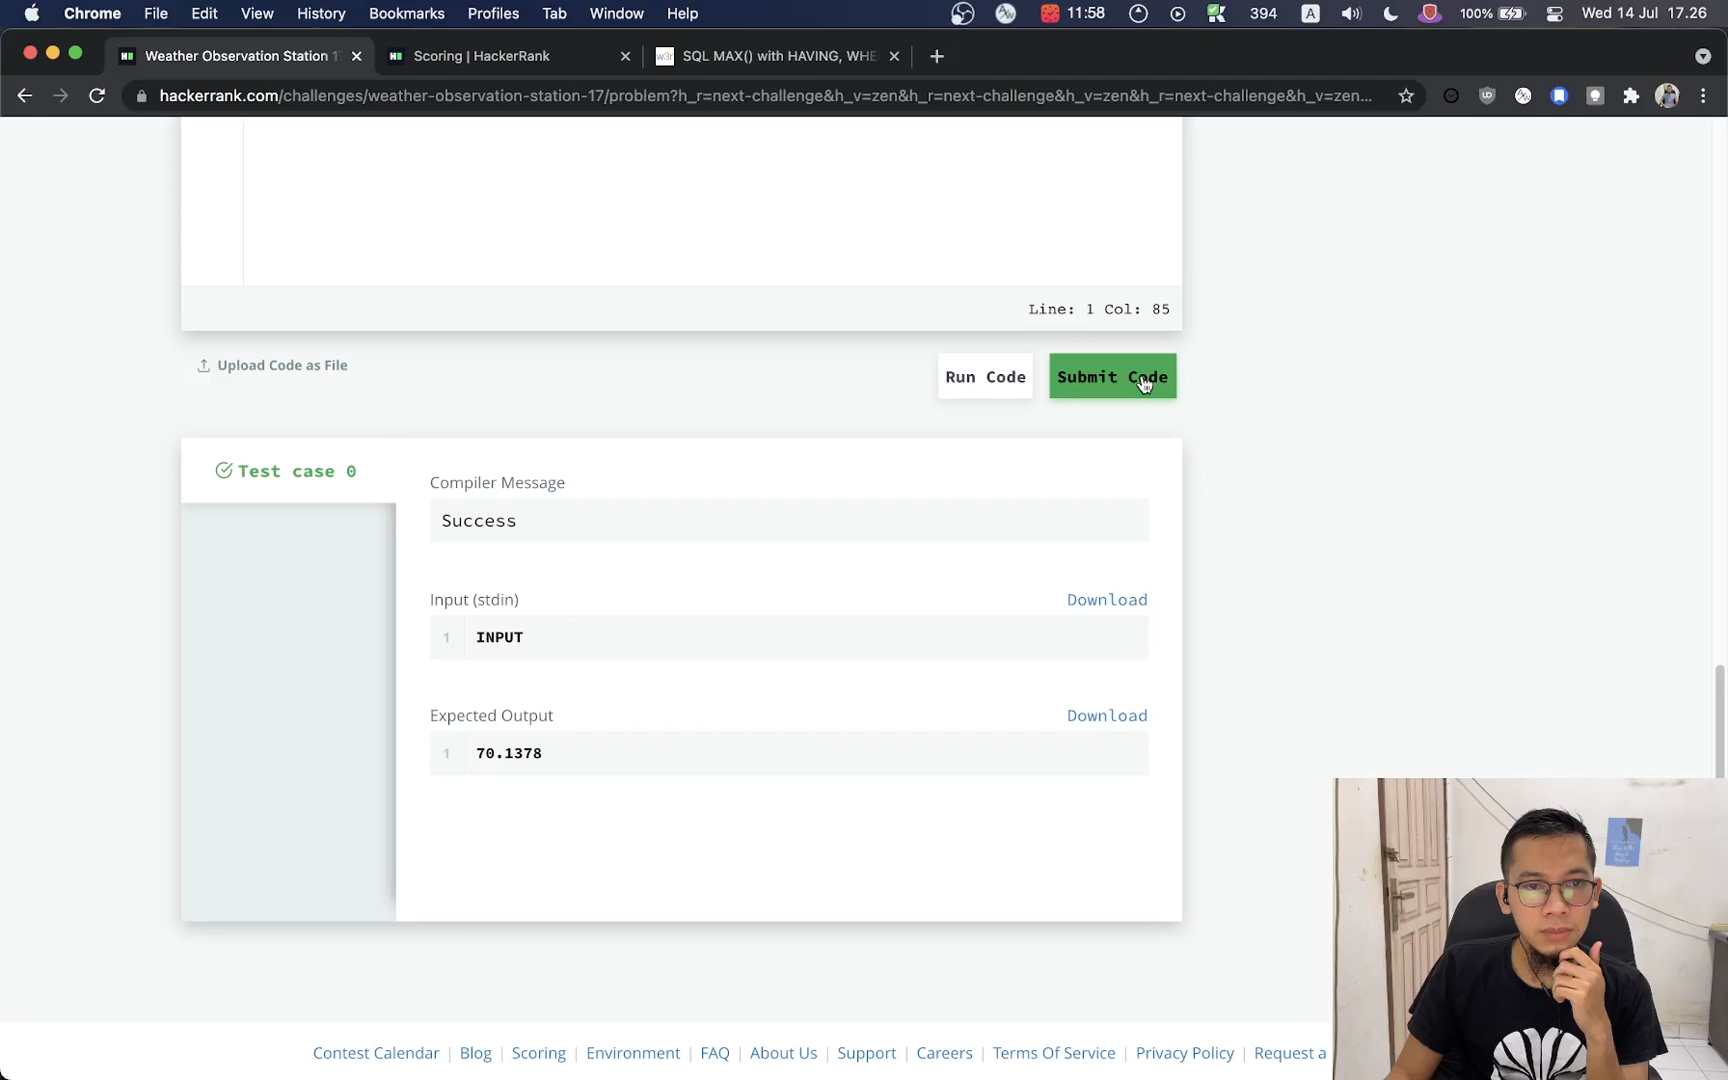 Chrome File Edit View History Bookmarks Profiles Tab Window Help 11:58 394 A 100% Wed 14 Jul 17.26
Weather Observation Station 17 Scoring | HackerRank w3r SQL MAX() with HAVING, WHE
hackerrank.com/challenges/weather-observation-station-17/problem?h_r=next-challenge&h_v=zen&h_r=next-challenge&h_v=zen&h_r=next-challenge&h_v=zen...
Line: 1 Col: 85
Upload Code as File Run Code Submit Code
Test case 0
Compiler Message
Success
Input (stdin) Download
1 INPUT
Expected Output Download
1 70.1378
Contest Calendar | Blog | Scoring | Environment | FAQ | About Us | Support | Careers | Terms Of Service | Privacy Policy | Request a